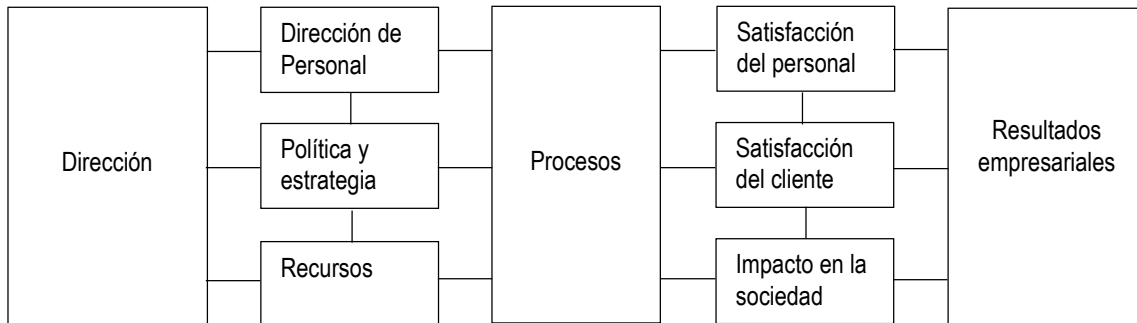 Dirección
Dirección de
Personal
Política y
estrategia
Recursos
Procesos
Satisfacción
del personal
Satisfacción
del cliente
Impacto en la
sociedad
Resultados
empresariales